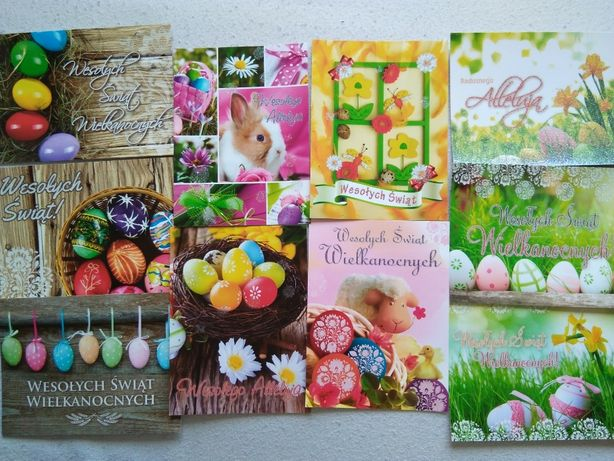 Wesołych
Świąt
Wielkanocnych
Wesołego
Alleluja
Wesołych Świąt
Radosnego
Alleluja
Wesołych
Świąt!
Wesołych Świąt
Wielkanocnych
Wesołych Świąt
Wielkanocnych
WESOŁYCH ŚWIĄT
WIELKANOCNYCH
Wesołego Alleluja
Wesołych Świąt
Wielkanocnych!